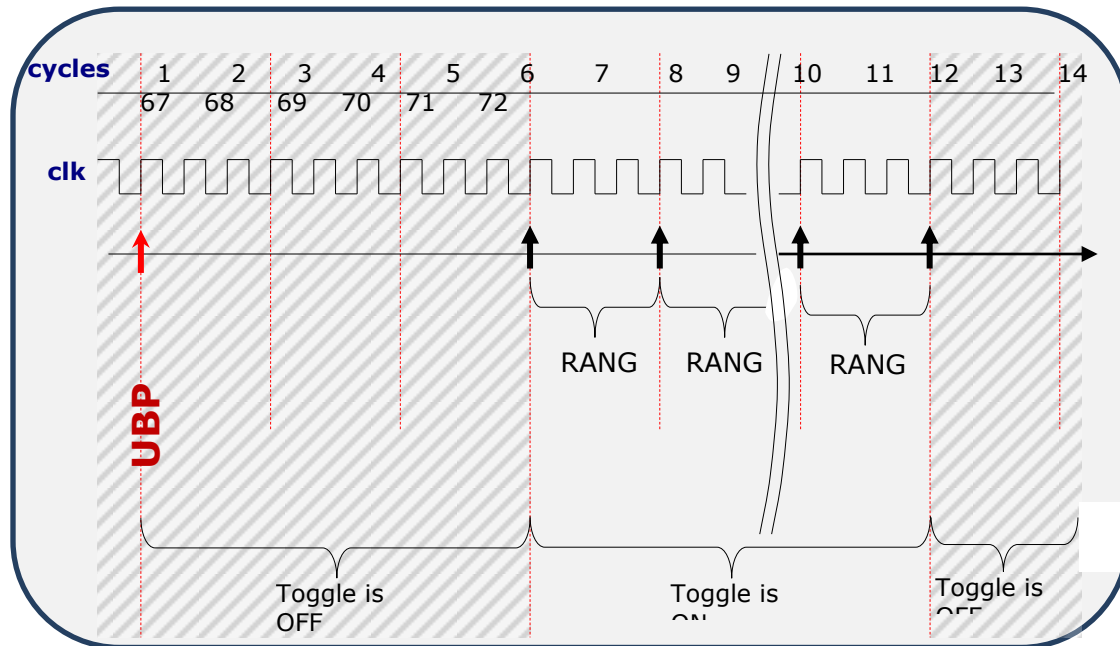 cycles 1 2 3 4 5 6 7 8 9 10 11 12 13 14
67 68 69 70 71 72
clk
RANG RANG RANG
UBP
Toggle is Toggle is Toggle is
OFF